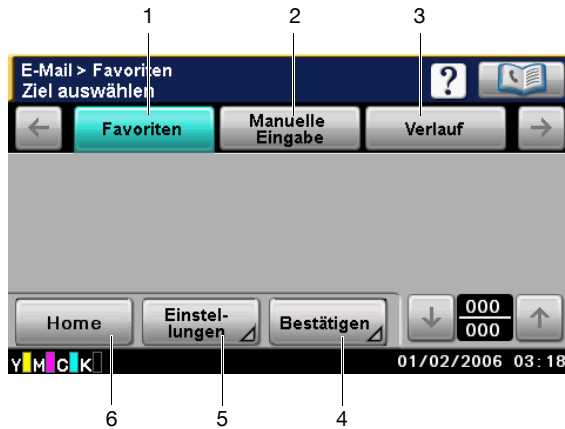 1 2 3
E-Mail > Favoriten
Ziel auswählen
?
Favoriten
Manuelle
Eingabe
Verlauf
Home
Einstel-
lungen
Bestätigen
000
000
Y M C K
01/02/2006 03:18
6 5 4